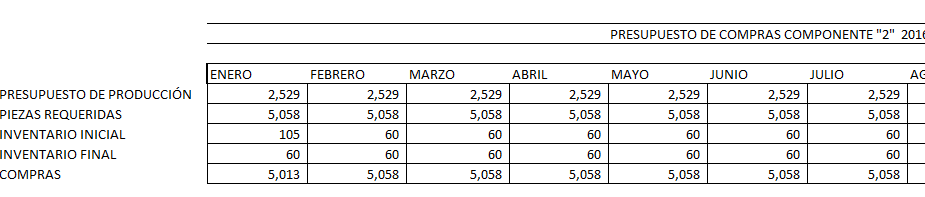 PRESUPUESTO DE COMPRAS COMPONENTE "2" 2016
ENERO FEBRERO MARZO ABRIL MAYO JUNIO JULIO AG
PRESUPUESTO DE PRODUCCIÓN 2,529 2,529 2,529 2,529 2,529 2,529 2,529
PIEZAS REQUERIDAS 5,058 5,058 5,058 5,058 5,058 5,058 5,058
INVENTARIO INICIAL 105 60 60 60 60 60 60
INVENTARIO FINAL 60 60 60 60 60 60 60
COMPRAS 5,013 5,058 5,058 5,058 5,058 5,058 5,058